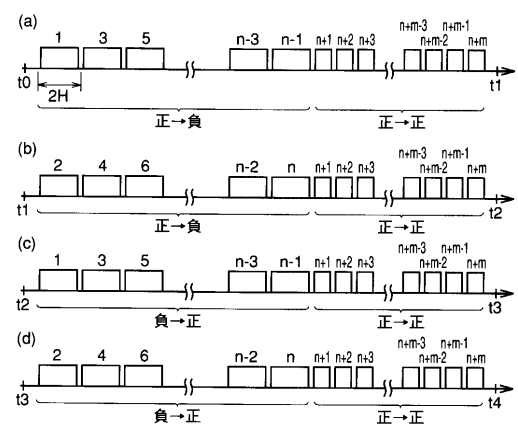 (a)
1 3 5 n-3 n-1 n+1 n+2 n+3 n+m-3 n+m-2 n+m-1 n+m
t0 2H t1
正→負 正→正
(b)
2 4 6 n-2 n n+1 n+2 n+3 n+m-3 n+m-2 n+m-1 n+m
t1 t2
正→負 正→正
(c)
1 3 5 n-3 n-1 n+1 n+2 n+3 n+m-3 n+m-2 n+m-1 n+m
t2 t3
負→正 正→正
(d)
2 4 6 n-2 n n+1 n+2 n+3 n+m-3 n+m-2 n+m-1 n+m
t3 t4
負→正 正→正